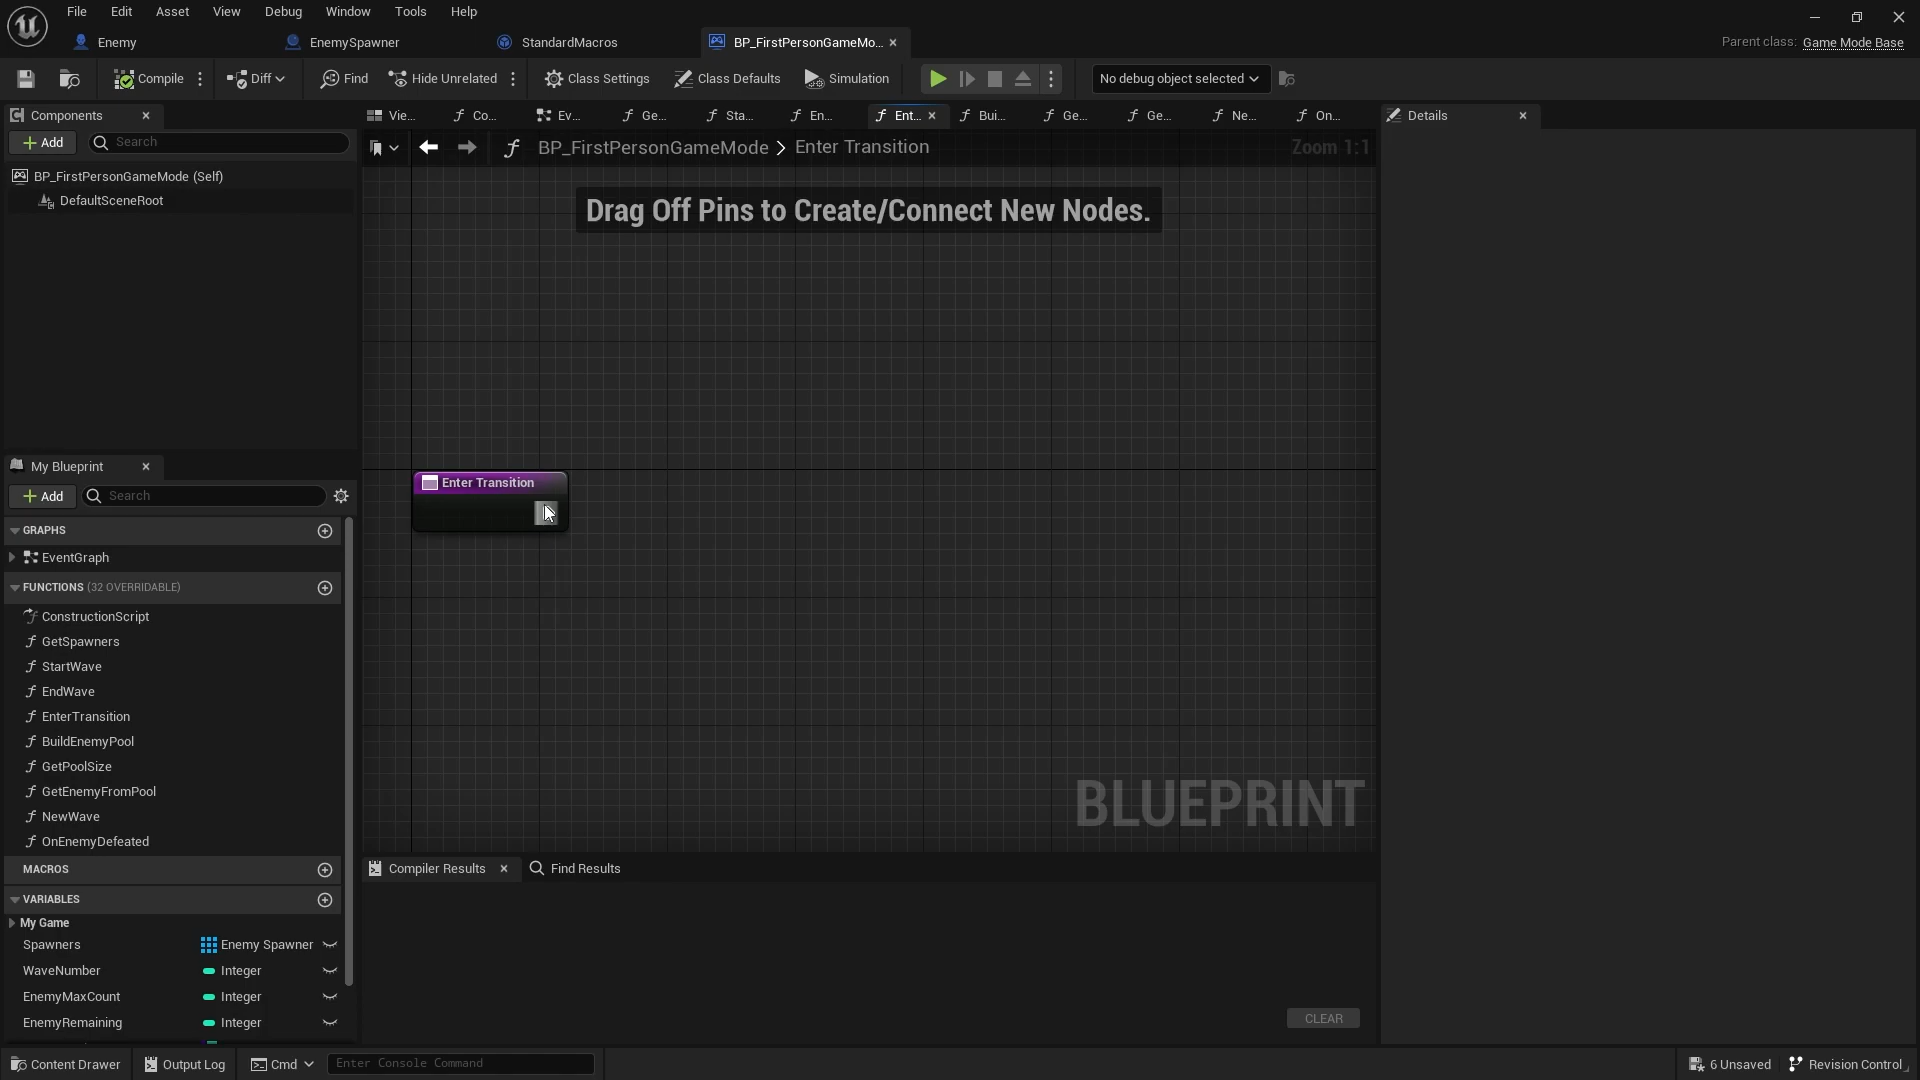 File Edit Asset View Debug Window Tools Help
Enemy
EnemySpawner
StandardMacros
BP_FirstPersonGameMo...
Parent class: Game Mode Base
Compile
Diff
Find
Hide Unrelated
Class Settings
Class Defaults
Simulation
No debug object selected
Components
Add
Search
BP_FirstPersonGameMode (Self)
DefaultSceneRoot
Vie...
Co...
Ev...
Ge...
Sta...
En...
Ent...
Bui...
Ge...
Ge...
Ne...
On...
BP_FirstPersonGameMode > Enter Transition
Zoom 1:1
Drag Off Pins to Create/Connect New Nodes.
Enter Transition
BLUEPRINT
Details
My Blueprint
Add
Search
GRAPHS
EventGraph
FUNCTIONS (32 OVERRIDABLE)
ConstructionScript
GetSpawners
StartWave
EndWave
EnterTransition
BuildEnemyPool
GetPoolSize
GetEnemyFromPool
NewWave
OnEnemyDefeated
MACROS
VARIABLES
My Game
Spawners Enemy Spawner
WaveNumber Integer
EnemyMaxCount Integer
EnemyRemaining Integer
Compiler Results
Find Results
CLEAR
Content Drawer
Output Log
Cmd
Enter Console Command
6 Unsaved
Revision Control